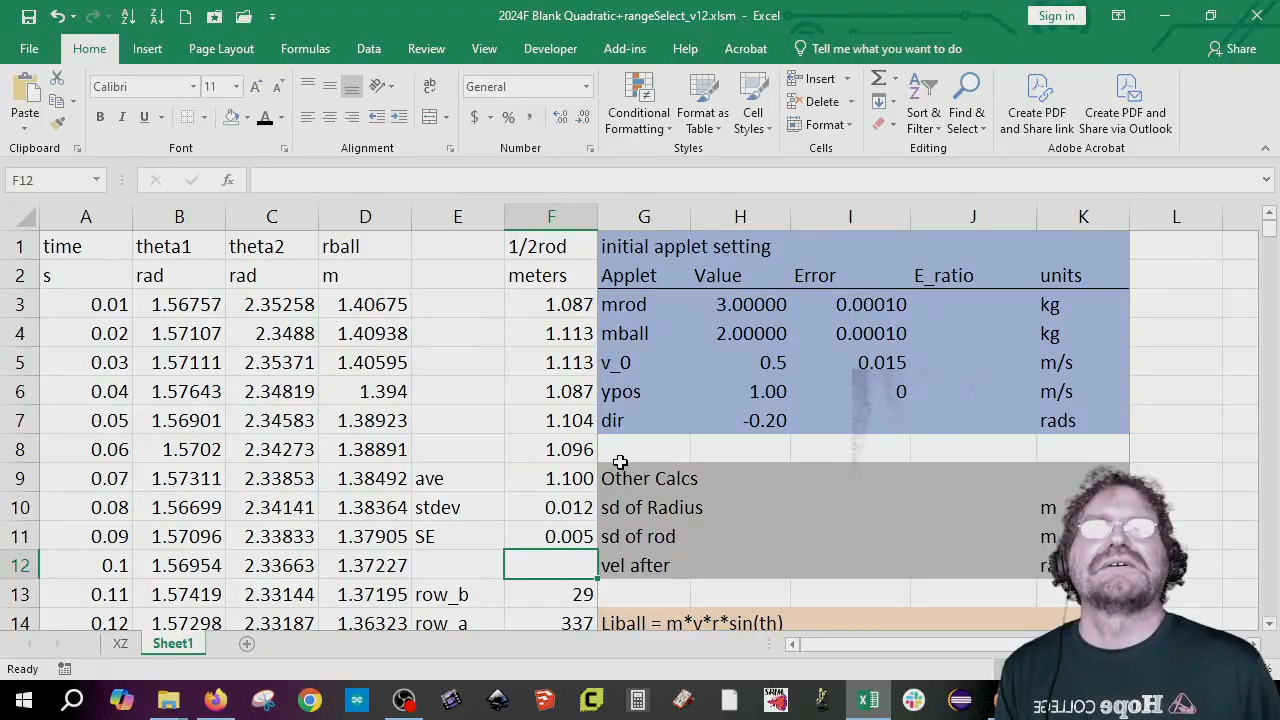 2024F Blank Quadratic+rangeSelect_v12.xlsm - Excel
Sign in
File Home Insert Page Layout Formulas Data Review View Developer Add-ins Help Acrobat Tell me what you want to do Share
Paste
Calibri 11
General
Conditional Formatting
Format as Table
Cell Styles
Insert
Delete
Format
Sort & Filter
Find & Select
Create PDF and Share link
Create PDF and Share via Outlook
Clipboard Font Alignment Number Styles Cells Editing Adobe Acrobat
F12
A B C D E F G H I J K L
1 time theta1 theta2 rball 1/2rod initial applet setting
2 s rad rad m meters Applet Value Error E_ratio units
3 0.01 1.56757 2.35258 1.40675 1.087 mrod 3.00000 0.00010 kg
4 0.02 1.57107 2.3488 1.40938 1.113 mball 2.00000 0.00010 kg
5 0.03 1.57111 2.35371 1.40595 1.113 v_0 0.5 0.015 m/s
6 0.04 1.57643 2.34819 1.394 1.087 ypos 1.00 0 m/s
7 0.05 1.56901 2.34583 1.38923 1.104 dir -0.20 rads
8 0.06 1.5702 2.34273 1.38891 1.096
9 0.07 1.57311 2.33853 1.38492 ave 1.100 Other Calcs
10 0.08 1.56699 2.34141 1.38364 stdev 0.012 sd of Radius m
11 0.09 1.57096 2.33833 1.37905 SE 0.005 sd of rod m
12 0.1 1.56954 2.33663 1.37227 vel after
13 0.11 1.57419 2.33144 1.37195 row_b 29
14 0.12 1.57298 2.33187 1.36323 row_a 337 Liball = m*v*r*sin(th)
XZ Sheet1
Ready
Hope
COLLEGE